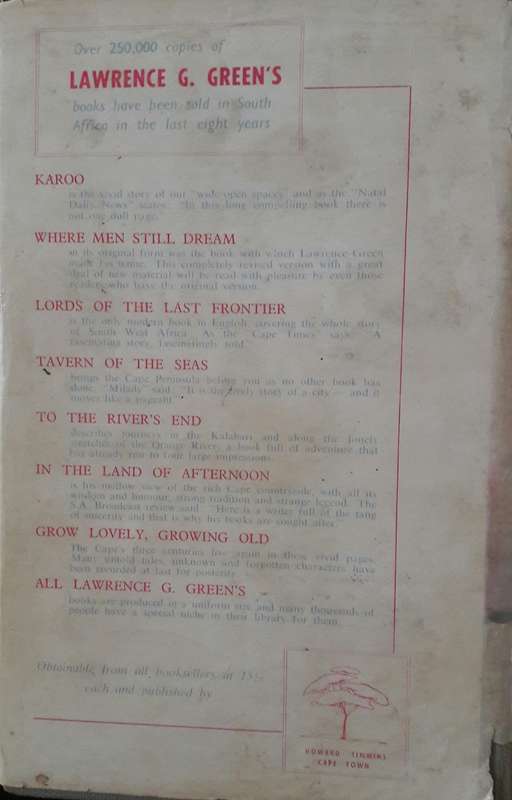 Over 250,000 copies of
LAWRENCE G. GREEN'S
books have been sold in South
Africa in the last eight years
KAROO
is the vivid story of our "wide open spaces" and as the "Natal
Daily News" states: "In this long compelling book there is
not one dull page.
WHERE MEN STILL DREAM
in its original form was the book with which Lawrence Green
made his name. This completely revised version with a great
deal of new material will be read with pleasure by even those
readers who have the original version.
LORDS OF THE LAST FRONTIER
is the only modern book in English covering the whole story
of South West Africa. As the "Cape Times" says: "A
fascinating story, fascinatingly told."
TAVERN OF THE SEAS
brings the Cape Peninsula before you as no other book has
done. "Milady" said: "It is the lively story of a city — and it
moves like a pageant."
TO THE RIVER'S END
describes journeys in the Kalahari and along the lonely
stretches of the Orange River; a book full of adventure that
has already run to four large impressions.
IN THE LAND OF AFTERNOON
is his mellow view of the rich Cape countryside, with all its
wisdom and humour, strong tradition and strange legend. The
S.A. Broadcast review said: "Here is a writer full of the tang
of sincerity and that is why his books are sought after."
GROW LOVELY, GROWING OLD
The Cape's three centuries live again in these vivid pages.
Many untold tales, unknown and forgotten characters have
been recorded at last for posterity.
ALL LAWRENCE G. GREEN'S
books are produced in a uniform size and many thousands of
people have a special niche in their library for them.
Obtainable from all booksellers at
each and published by
HOWARD TIMMINS
CAPE TOWN